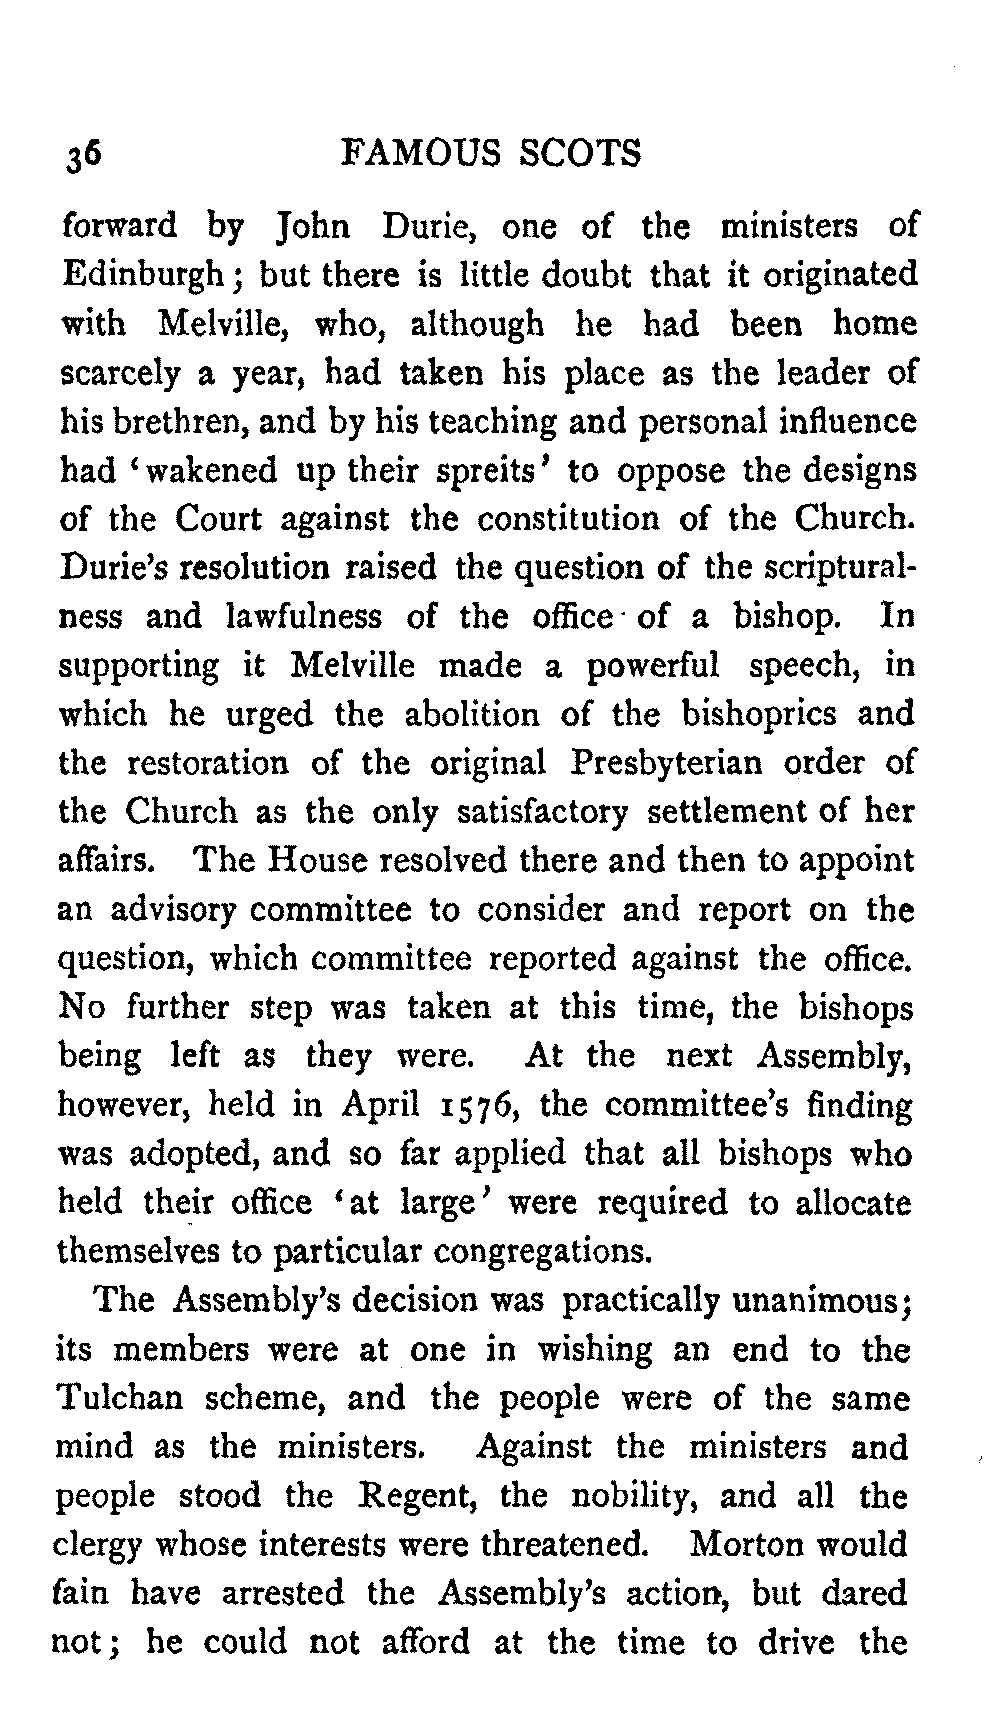 36 FAMOUS SCOTS
forward by John Durie, one of the ministers of
Edinburgh; but there is little doubt that it originated
with Melville, who, although he had been home
scarcely a year, had taken his place as the leader of
his brethren, and by his teaching and personal influence
had ‘wakened up their spreits’ to oppose the designs
of the Court against the constitution of the Church.
Durie’s resolution raised the question of the scriptural-
ness and lawfulness of the office of a bishop. In
supporting it Melville made a powerful speech, in
which he urged the abolition of the bishoprics and
the restoration of the original Presbyterian order of
the Church as the only satisfactory settlement of her
affairs. The House resolved there and then to appoint
an advisory committee to consider and report on the
question, which committee reported against the office.
No further step was taken at this time, the bishops
being left as they were. At the next Assembly,
however, held in April 1576, the committee’s finding
was adopted, and so far applied that all bishops who
held their office ‘at large’ were required to allocate
themselves to particular congregations.
The Assembly’s decision was practically unanimous;
its members were at one in wishing an end to the
Tulchan scheme, and the people were of the same
mind as the ministers. Against the ministers and
people stood the Regent, the nobility, and all the
clergy whose interests were threatened. Morton would
fain have arrested the Assembly’s action, but dared
not; he could not afford at the time to drive the